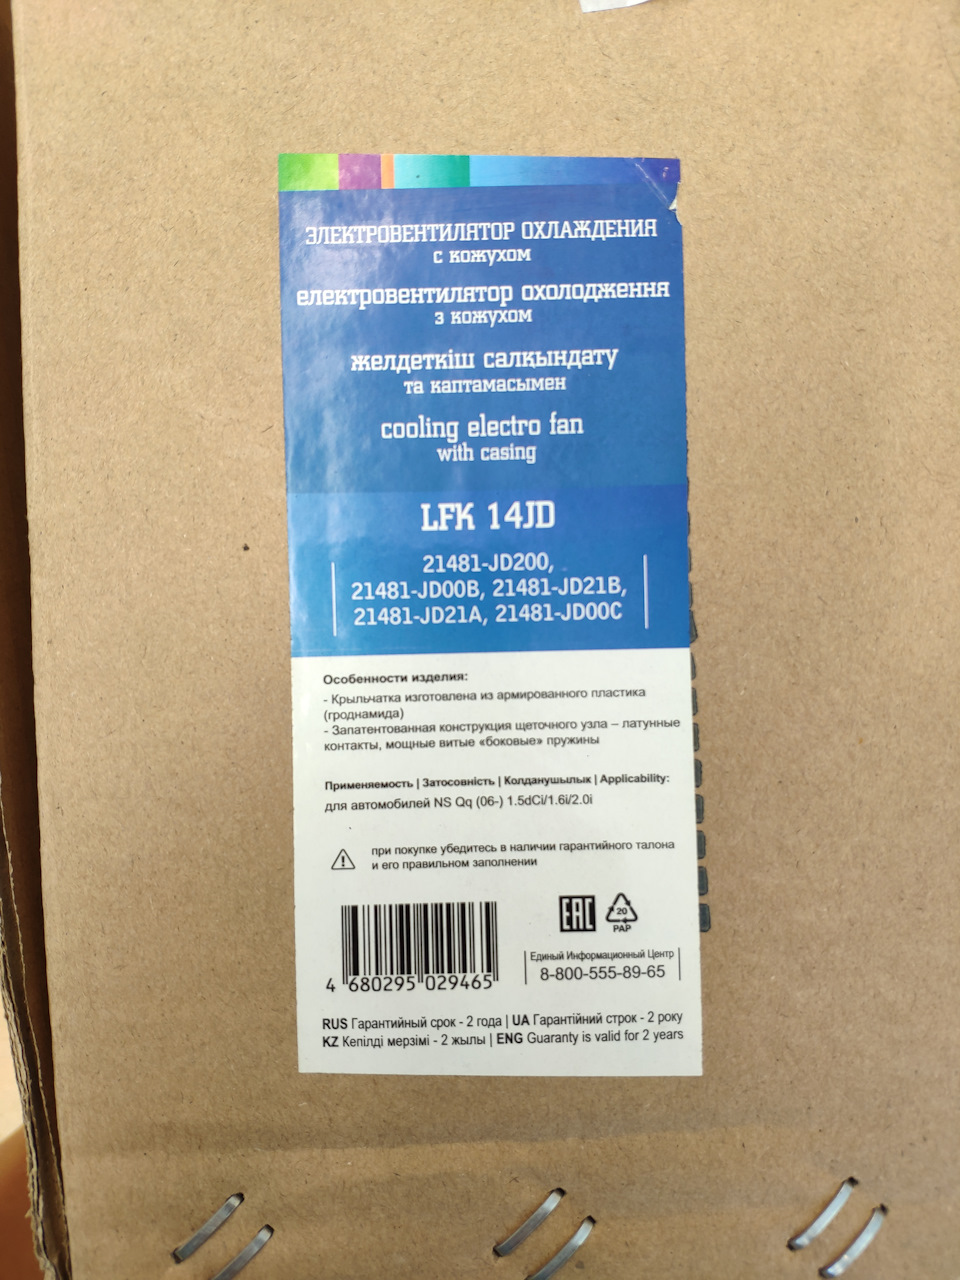 ЭЛЕКТРОВЕНТИЛЯТОР ОХЛАЖДЕНИЯ
с кожухом
електровентилятор охолодження
з кожухом
желдеткіш салқындату
та каптамасымен
cooling electro fan
with casing
LFK 14JD
21481-JD200,
21481-JD00B, 21481-JD21B,
21481-JD21A, 21481-JD00C
Особенности изделия:
- Крыльчатка изготовлена из армированного пластика
(гроднамида)
- Запатентованная конструкция щеточного узла – латунные
контакты, мощные витые «боковые» пружины
Применяемость | Затосовність | Колданушылык | Applicability:
для автомобилей NS Qq (06-) 1.5dCi/1.6i/2.0i
при покупке убедитесь в наличии гарантийного талона
и его правильном заполнении
EAC
20
PAP
Единый Информационный Центр
8-800-555-89-65
4 680295 029465
RUS Гарантийный срок - 2 года | UA Гарантійний строк - 2 року
KZ Кепілді мерзімі - 2 жылы | ENG Guaranty is valid for 2 years